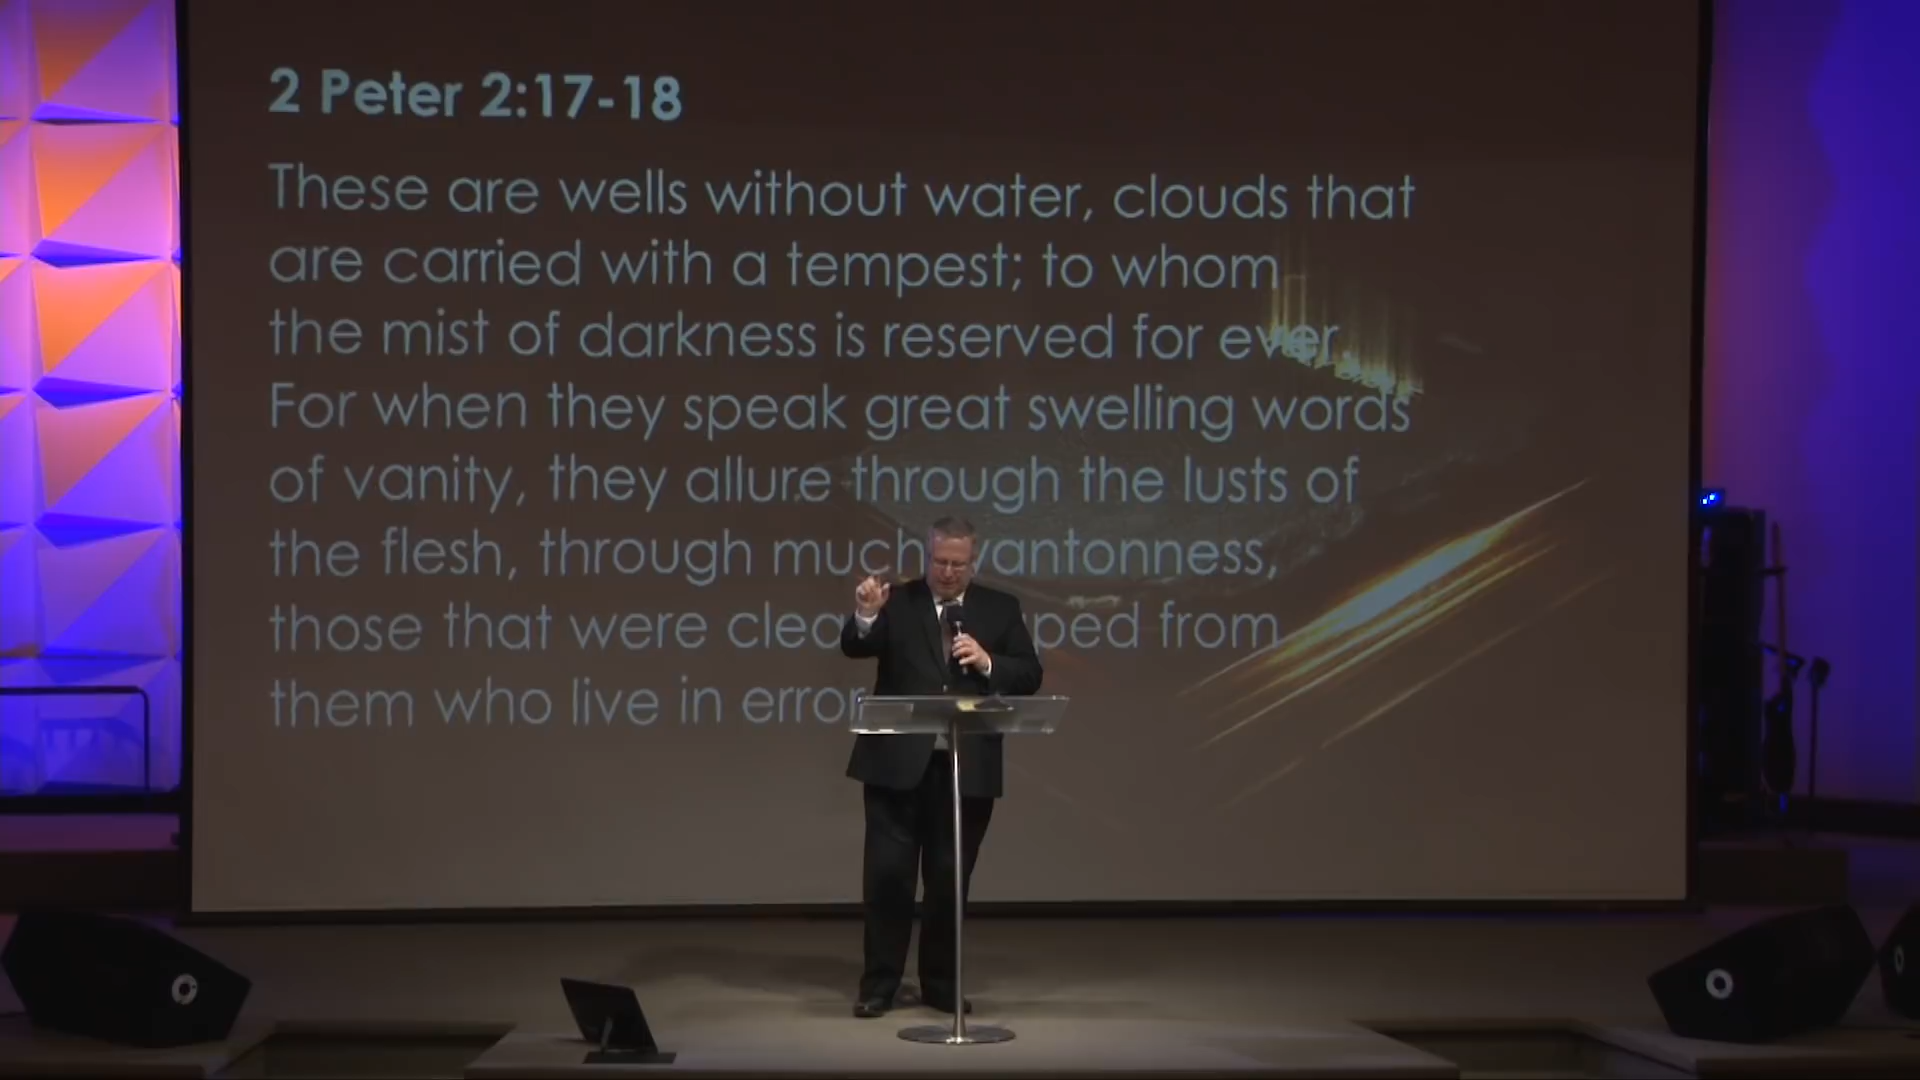 2 Peter 2:17-18
These are wells without water, clouds that
are carried with a tempest; to whom
the mist of darkness is reserved for ever
For when they speak great swelling words
of vanity, they allure through the lusts of
the flesh, through much
those that were from
them who live in error